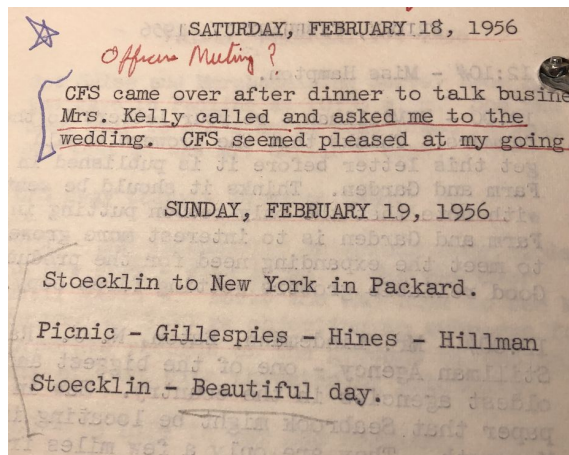 SATURDAY, FEBRUARY 18, 1956
Officers Meeting?
CFS came over after dinner to talk busine
Mrs. Kelly called and asked me to the
wedding. CFS seemed pleased at my going
SUNDAY, FEBRUARY 19, 1956
Stoecklin to New York in Packard.
Picnic - Gillespies - Hines - Hillman
Stoecklin - Beautiful day.